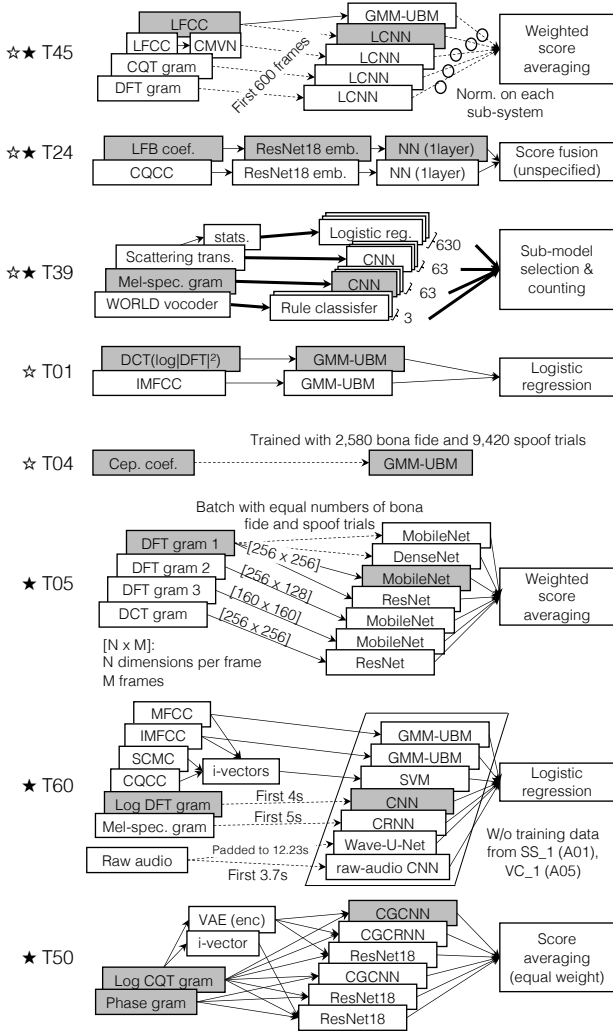 ☆★ T45
LFCC
LFCC
CMVN
CQT gram
DFT gram
First 600 frames
GMM-UBM
LCNN
LCNN
LCNN
LCNN
Norm. on each
sub-system
Weighted
score
averaging
☆★ T24
LFB coef.
CQCC
ResNet18 emb.
ResNet18 emb.
NN (1layer)
NN (1layer)
Score fusion
(unspecified)
☆★ T39
stats.
Scattering trans.
Mel-spec. gram
WORLD vocoder
Logistic reg.
CNN
CNN
Rule classisfer
630
63
63
3
Sub-model
selection &
counting
☆ T01
DCT(log|DFT|²)
IMFCC
GMM-UBM
GMM-UBM
Logistic
regression
☆ T04
Trained with 2,580 bona fide and 9,420 spoof trials
Cep. coef.
GMM-UBM
★ T05
Batch with equal numbers of bona
fide and spoof trials
DFT gram 1
DFT gram 2
DFT gram 3
DCT gram
[256 x 256]
[256 x 128]
[160 x 160]
[256 x 256]
[N x M]:
N dimensions per frame
M frames
MobileNet
DenseNet
MobileNet
ResNet
MobileNet
MobileNet
ResNet
Weighted
score
averaging
★ T60
MFCC
IMFCC
SCMC
CQCC
i-vectors
Log DFT gram
Mel-spec. gram
Raw audio
First 4s
First 5s
Padded to 12.23s
First 3.7s
GMM-UBM
GMM-UBM
SVM
CNN
CRNN
Wave-U-Net
raw-audio CNN
Logistic
regression
W/o training data
from SS_1 (A01),
VC_1 (A05)
★ T50
VAE (enc)
i-vector
Log CQT gram
Phase gram
CGCNN
CGCRNN
ResNet18
CGCNN
ResNet18
ResNet18
Score
averaging
(equal weight)